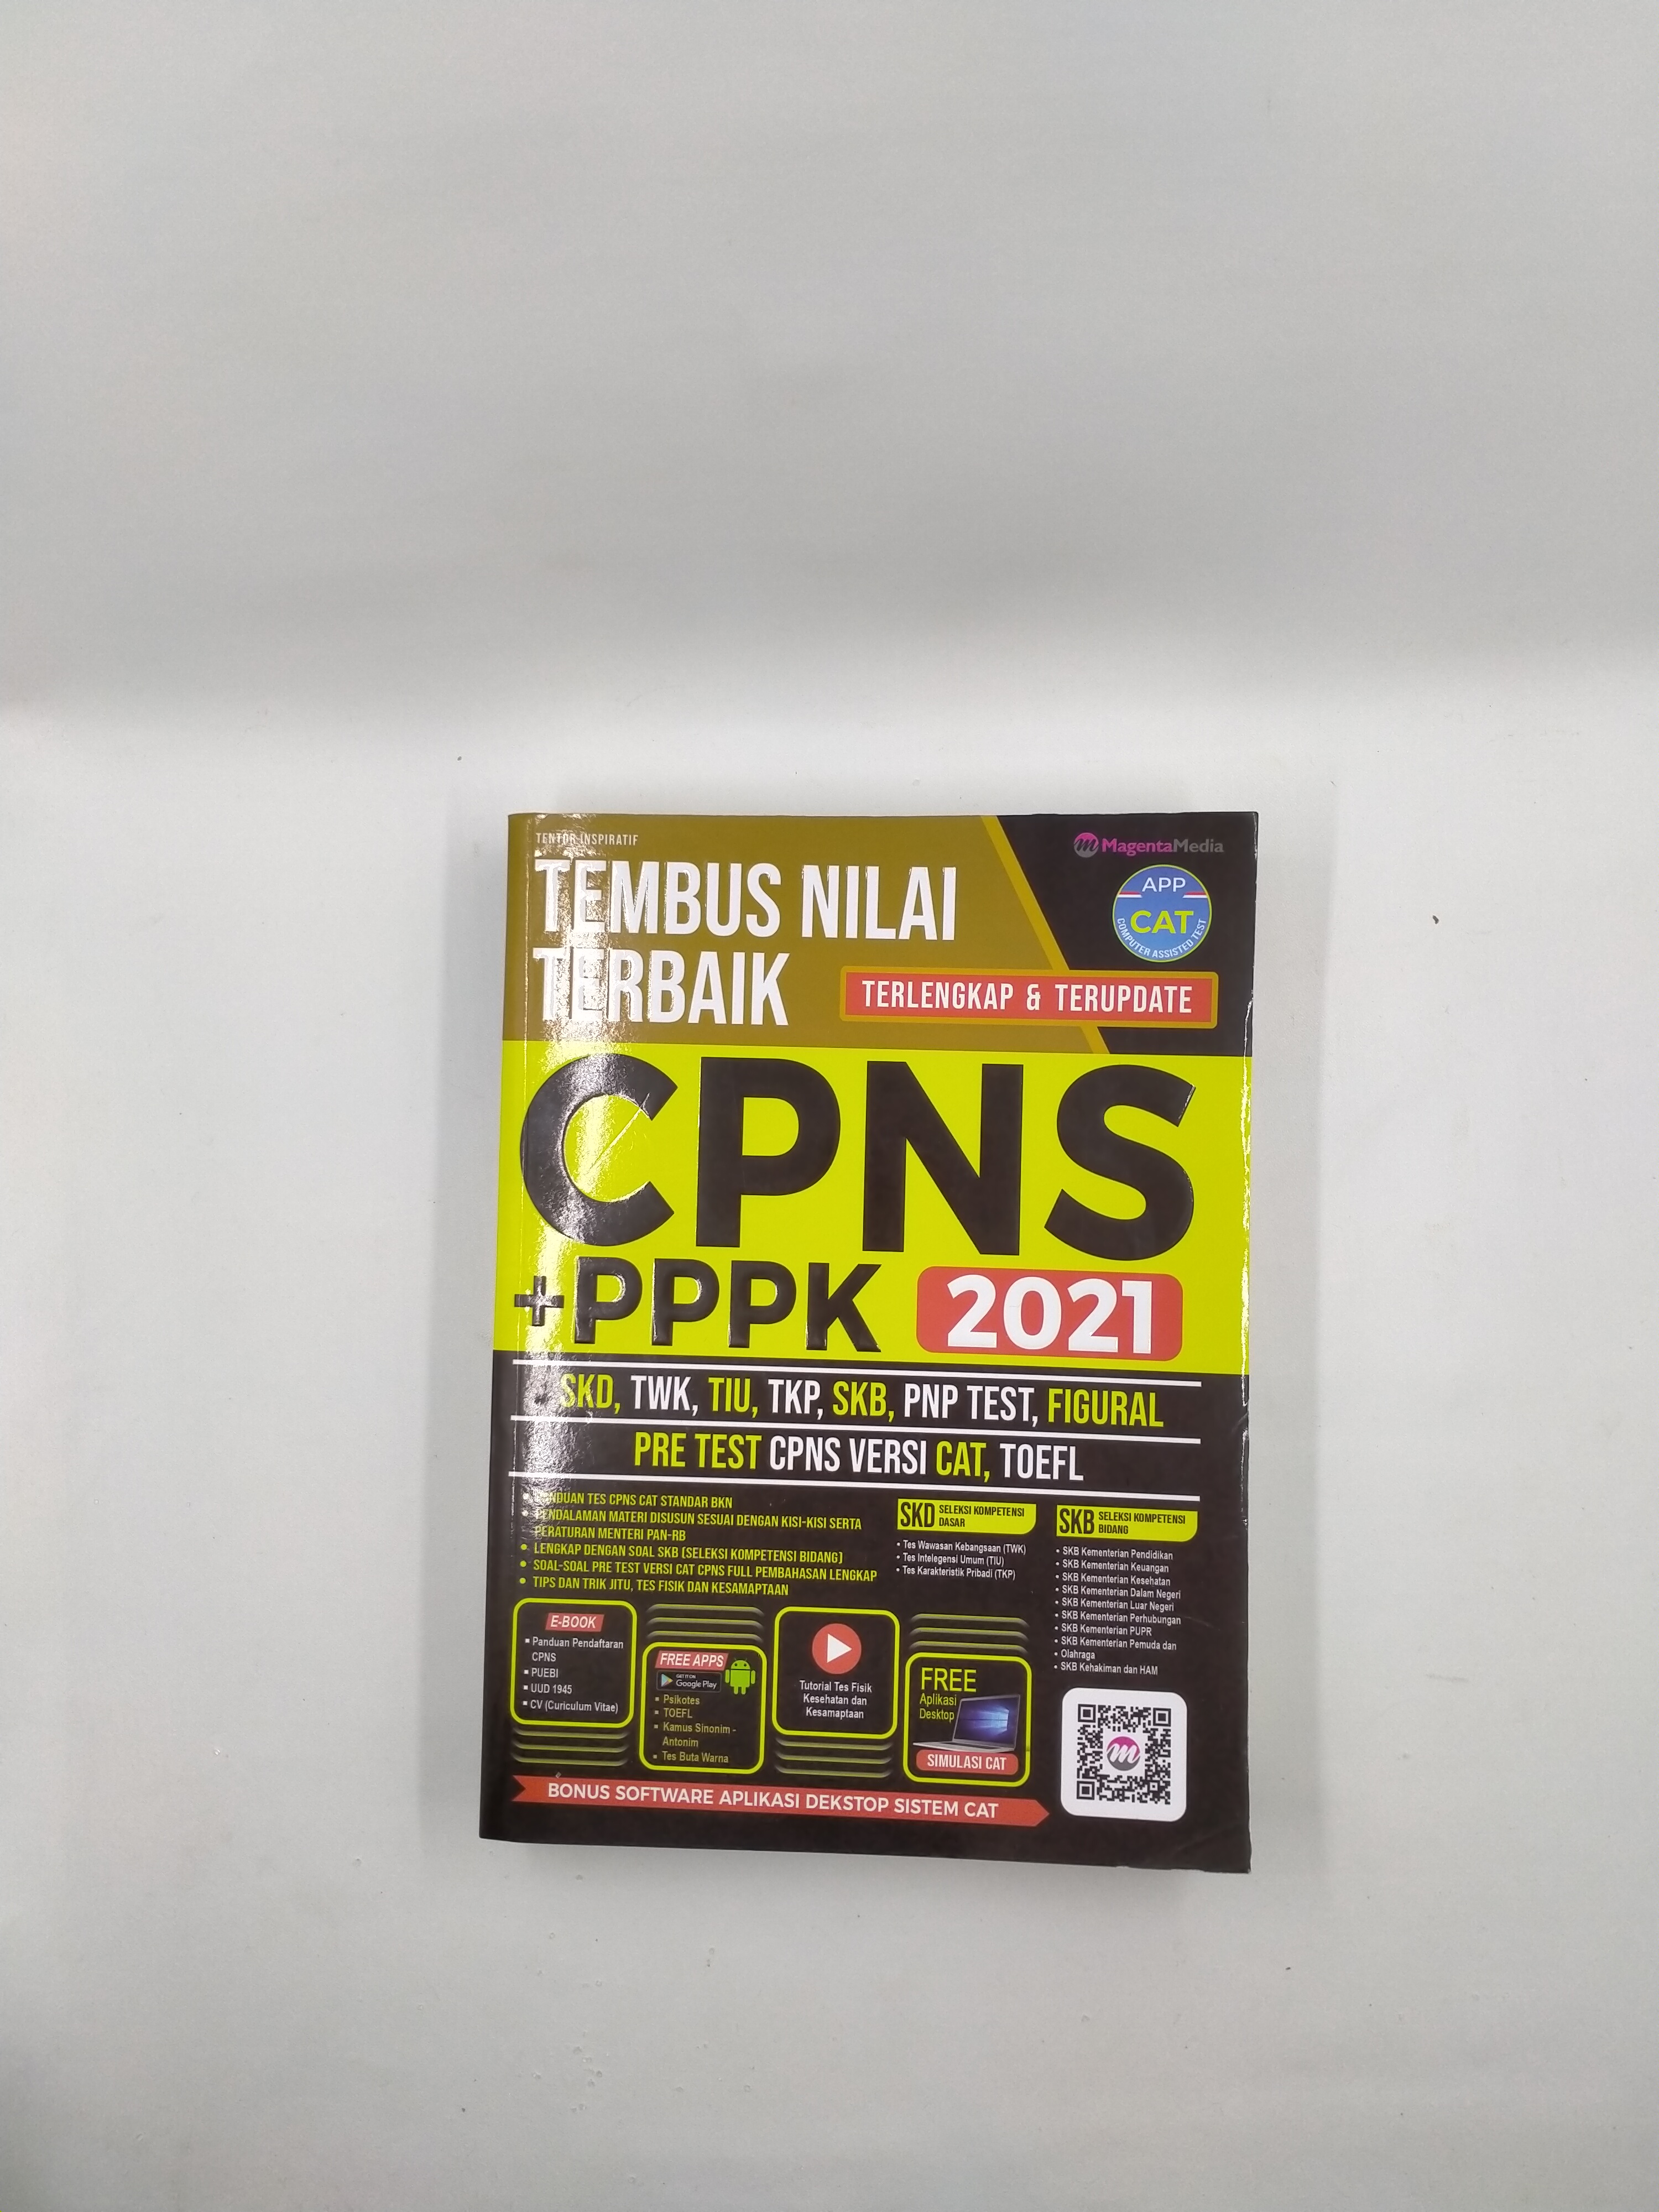 TENTOR INSPIRATIF
MagentaMedia
TEMBUS NILAI
TERBAIK
APP
CAT
COMPUTER ASSISTED TEST
TERLENGKAP & TERUPDATE
CPNS
+PPPK 2021
SKD, TWK, TIU, TKP, SKB, PNP TEST, FIGURAL
PRE TEST CPNS VERSI CAT, TOEFL
• PANDUAN TES CPNS CAT STANDAR BKN
• PENDALAMAN MATERI DISUSUN SESUAI DENGAN KISI-KISI SERTA
PERATURAN MENTERI PAN-RB
• LENGKAP DENGAN SOAL SKB (SELEKSI KOMPETENSI BIDANG)
• SOAL-SOAL PRE TEST VERSI CAT CPNS FULL PEMBAHASAN LENGKAP
• TIPS DAN TRIK JITU, TES FISIK DAN KESAMAPTAAN
SKD SELEKSI KOMPETENSI
DASAR
• Tes Wawasan Kebangsaan (TWK)
• Tes Intelegensi Umum (TIU)
• Tes Karakteristik Pribadi (TKP)
SKB SELEKSI KOMPETENSI
BIDANG
• SKB Kementerian Pendidikan
• SKB Kementerian Keuangan
• SKB Kementerian Kesehatan
• SKB Kementerian Dalam Negeri
• SKB Kementerian Luar Negeri
• SKB Kementerian Perhubungan
• SKB Kementerian PUPR
• SKB Kementerian Pemuda dan
• Olahraga
• SKB Kehakiman dan HAM
E-BOOK
▪ Panduan Pendaftaran
CPNS
▪ PUEBI
▪ UUD 1945
▪ CV (Curiculum Vitae)
FREE APPS
GET IT ON
Google Play
▪ Psikotes
▪ TOEFL
▪ Kamus Sinonim -
Antonim
▪ Tes Buta Warna
Tutorial Tes Fisik
Kesehatan dan
Kesamaptaan
FREE
Aplikasi
Desktop
SIMULASI CAT
m
BONUS SOFTWARE APLIKASI DEKSTOP SISTEM CAT